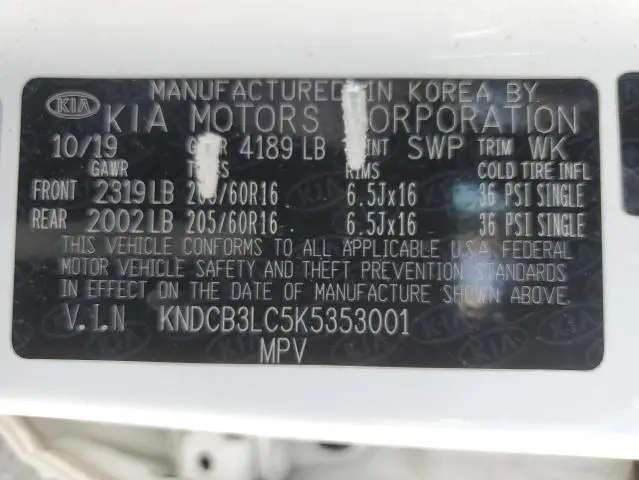 MANUFACTURED IN KOREA BY
KIA KIA MOTORS CORPORATION
10/19 4189 LB SWP TRIM WK
GAWR RIMS COLD TIRE INFL
FRONT 2319 LB /60R16 6.5Jx16 36 PSI SINGLE
REAR 2002 LB 205/60R16 6.5Jx16 36 PSI SINGLE
THIS VEHICLE CONFORMS TO ALL APPLICABLE U.S.A FEDERAL
MOTOR VEHICLE SAFETY AND THEFT PREVENTION STANDARDS
IN EFFECT ON THE DATE OF MANUFACTURE SHOWN ABOVE.
V.I.N KNDCB3LC5K5353001
MPV